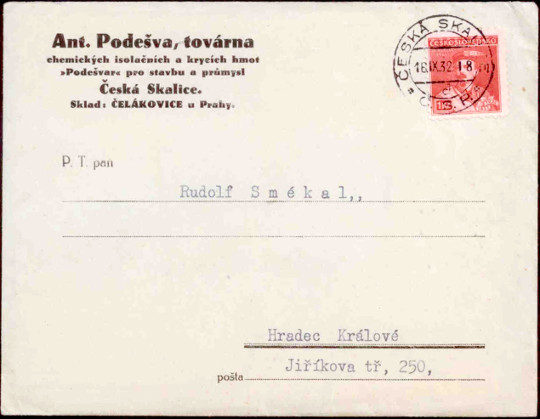 Ant. Podešva, továrna
chemických isolačních a krycích hmot
»Podešvar« pro stavbu a průmysl
Česká Skalice.
Sklad: ČELÁKOVICE u Prahy.
ČESKÁ SKA
16.IX.32.18
Č.S.R.
ČESKOSLOVENSKO
P. T. pan
Rudolf Smékal,,
Hradec Králové
Jiříkova tř, 250,
pošta